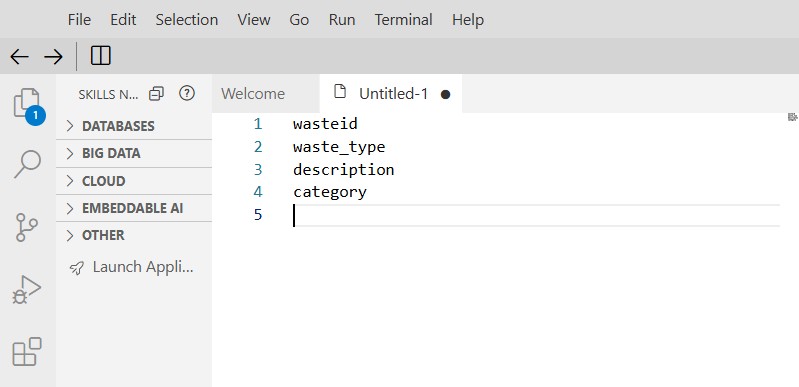 File Edit Selection View Go Run Terminal Help
SKILLS N...
Welcome
Untitled-1
1
DATABASES
BIG DATA
CLOUD
EMBEDDABLE AI
OTHER
Launch Appli...
1 wasteid
2 waste_type
3 description
4 category
5